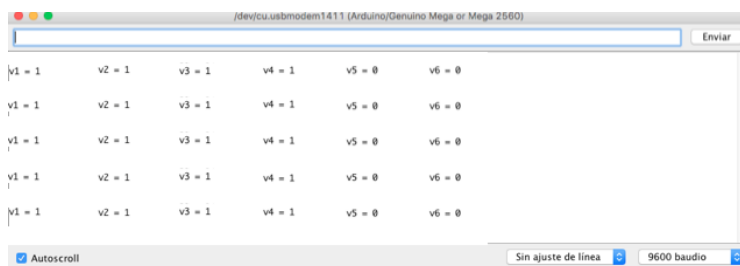 /dev/cu.usbmodem1411 (Arduino/Genuino Mega or Mega 2560)
Enviar
v1 = 1 v2 = 1 v3 = 1 v4 = 1 v5 = 0 v6 = 0
v1 = 1 v2 = 1 v3 = 1 v4 = 1 v5 = 0 v6 = 0
v1 = 1 v2 = 1 v3 = 1 v4 = 1 v5 = 0 v6 = 0
v1 = 1 v2 = 1 v3 = 1 v4 = 1 v5 = 0 v6 = 0
v1 = 1 v2 = 1 v3 = 1 v4 = 1 v5 = 0 v6 = 0
Autoscroll Sin ajuste de línea 9600 baudio